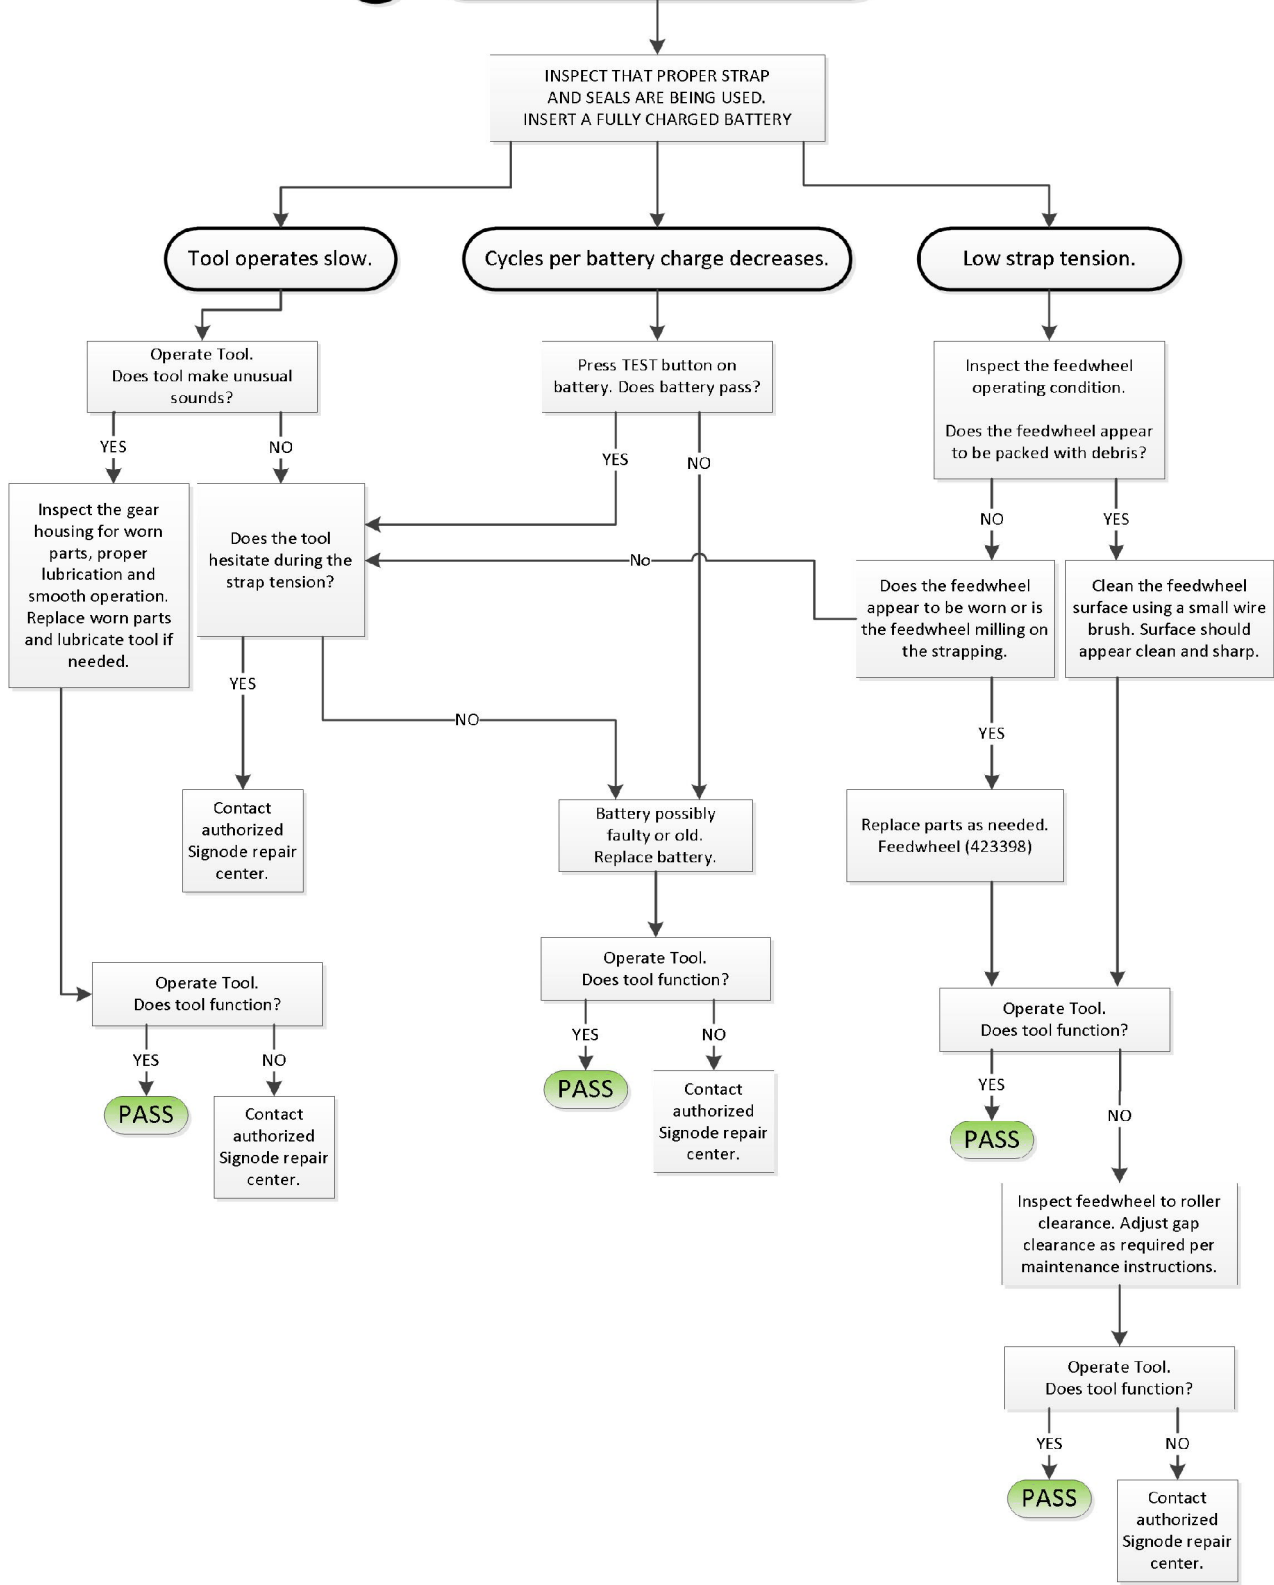 INSPECT THAT PROPER STRAP
AND SEALS ARE BEING USED.
INSERT A FULLY CHARGED BATTERY
Tool operates slow.
Cycles per battery charge decreases.
Low strap tension.
Operate Tool.
Does tool make unusual
sounds?
Press TEST button on
battery. Does battery pass?
Inspect the feedwheel
operating condition.
Does the feedwheel appear
to be packed with debris?
YES
NO
YES
NO
NO
YES
Inspect the gear
housing for worn
parts, proper
lubrication and
smooth operation.
Replace worn parts
and lubricate tool if
needed.
Does the tool
hesitate during the
strap tension?
No
Does the feedwheel
appear to be worn or is
the feedwheel milling on
the strapping.
Clean the feedwheel
surface using a small wire
brush. Surface should
appear clean and sharp.
YES
NO
YES
Contact
authorized
Signode repair
center.
Battery possibly
faulty or old.
Replace battery.
Replace parts as needed.
Feedwheel (423398)
Operate Tool.
Does tool function?
YES
NO
PASS
Contact
authorized
Signode repair
center.
Operate Tool.
Does tool function?
YES
NO
PASS
Contact
authorized
Signode repair
center.
Operate Tool.
Does tool function?
YES
NO
PASS
Inspect feedwheel to roller
clearance. Adjust gap
clearance as required per
maintenance instructions.
Operate Tool.
Does tool function?
YES
NO
PASS
Contact
authorized
Signode repair
center.